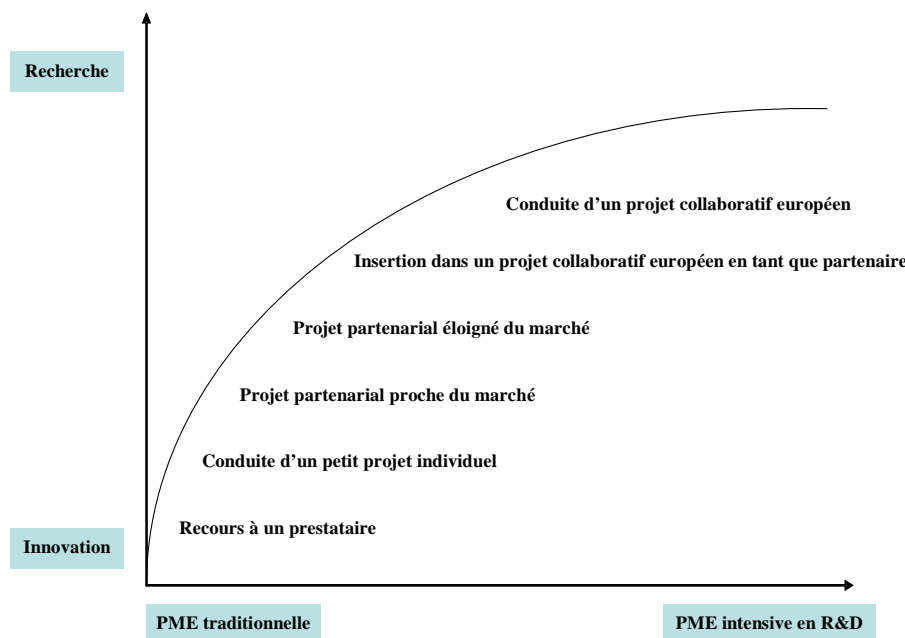 Recherche
Conduite d'un projet collaboratif européen
Insertion dans un projet collaboratif européen en tant que partenaire
Projet partenarial éloigné du marché
Projet partenarial proche du marché
Conduite d'un petit projet individuel
Recours à un prestataire
Innovation
PME traditionnelle
PME intensive en R&D